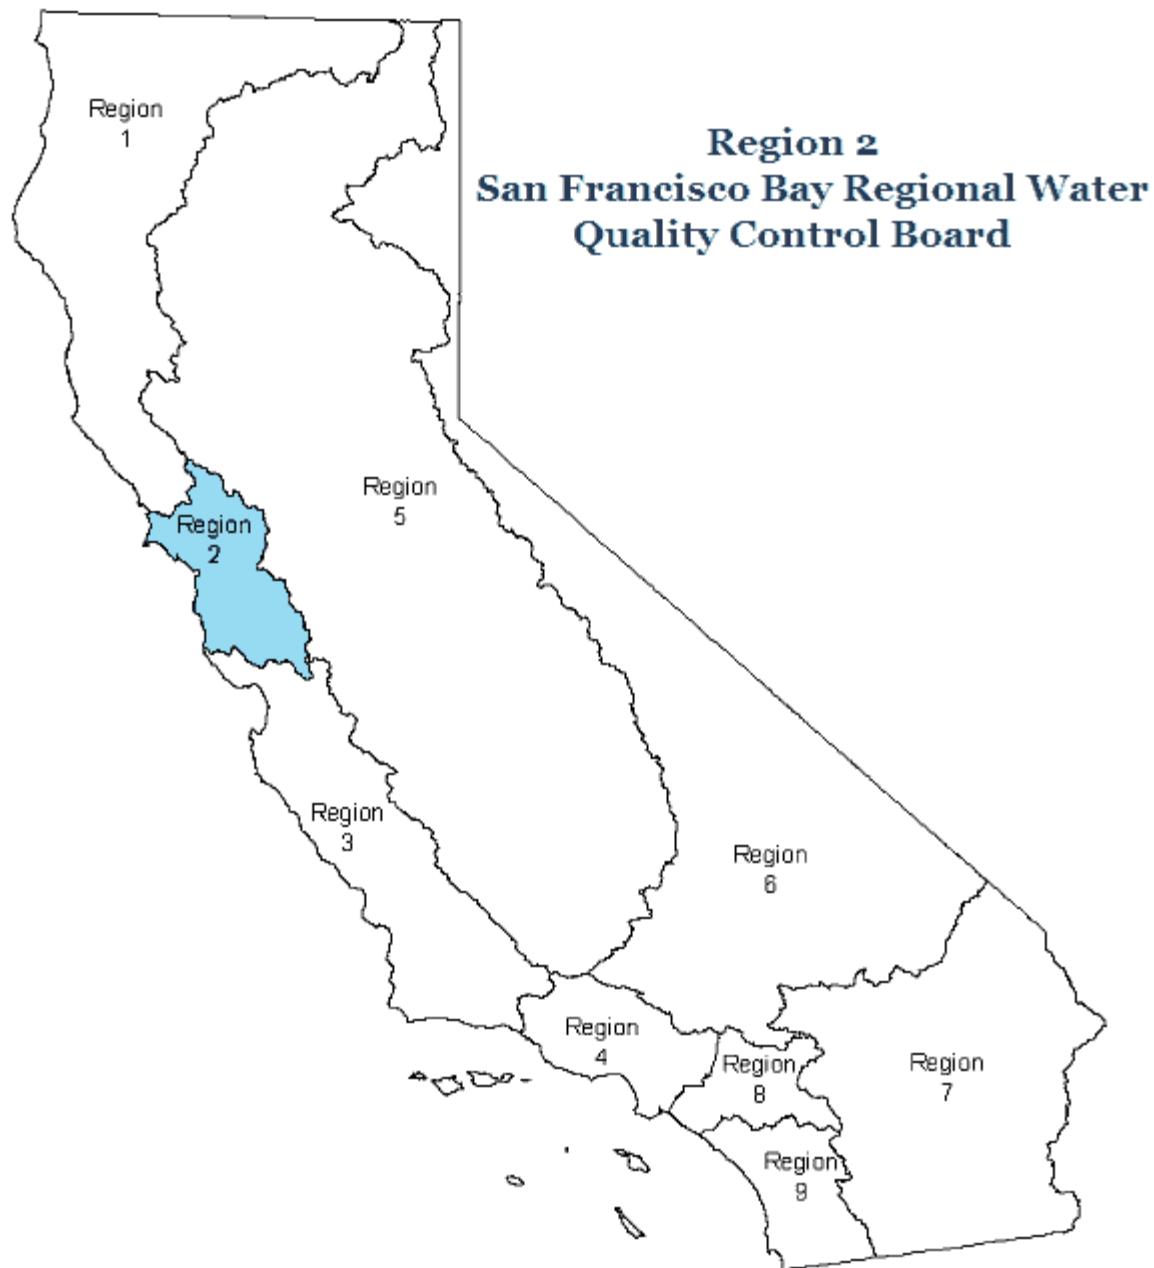 Region
1
Region 2
San Francisco Bay Regional Water
Quality Control Board
Region
5
Region
2
Region
3
Region
6
Region
4
Region
8
Region
7
Region
9